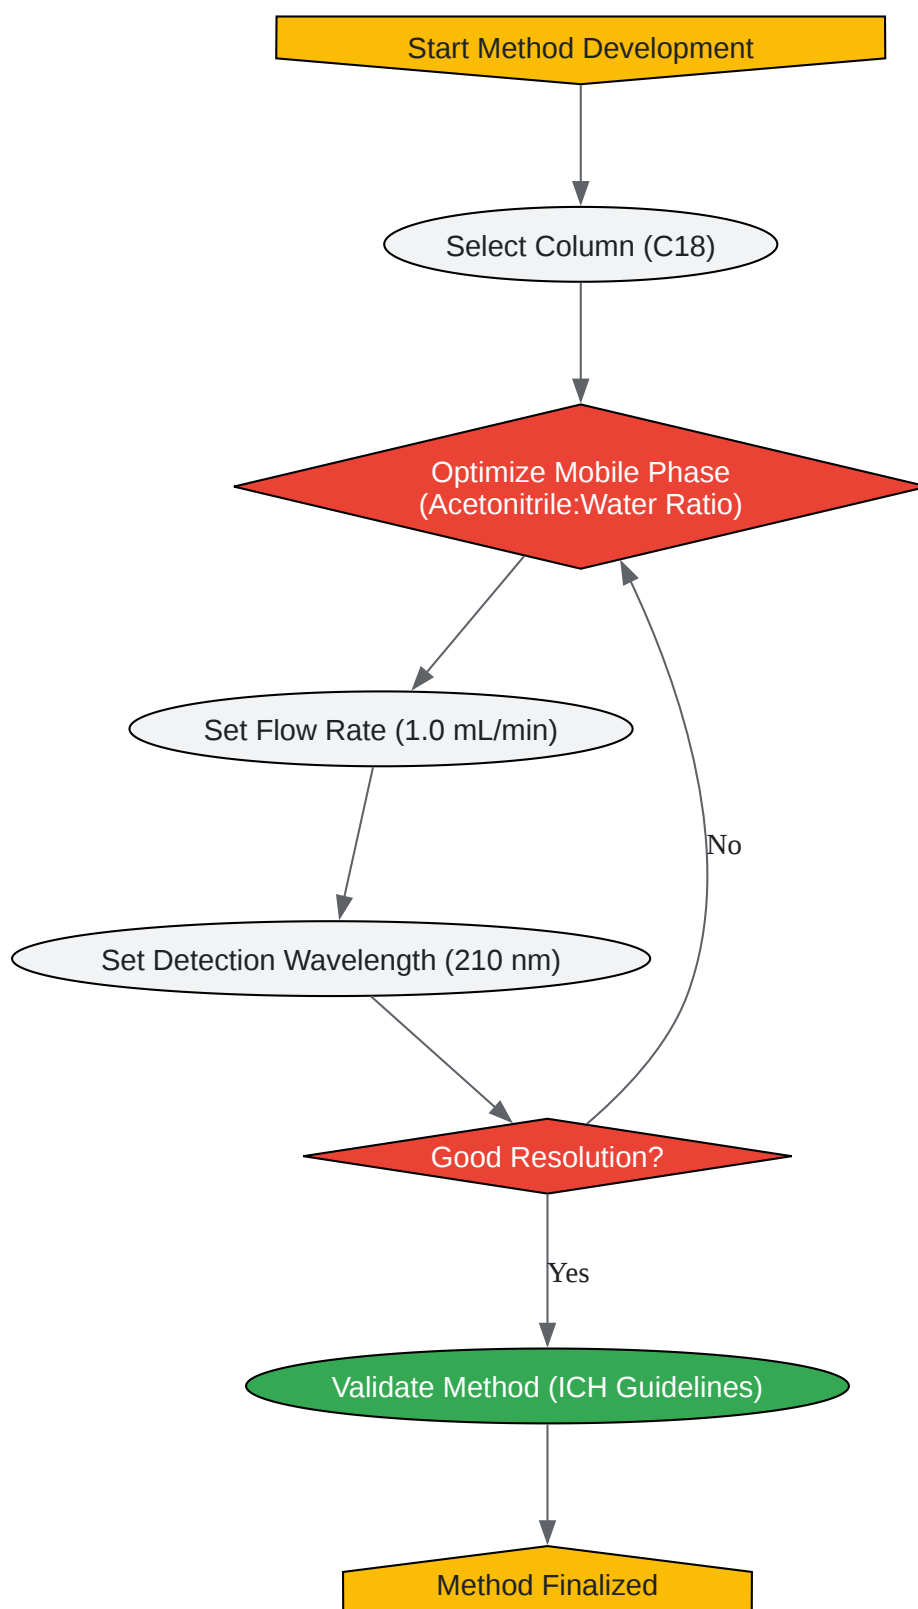 Start Method Development
Select Column (C18)
Optimize Mobile Phase
(Acetonitrile:Water Ratio)
Set Flow Rate (1.0 mL/min)
No
Set Detection Wavelength (210 nm)
Good Resolution?
Yes
Validate Method (ICH Guidelines)
Method Finalized